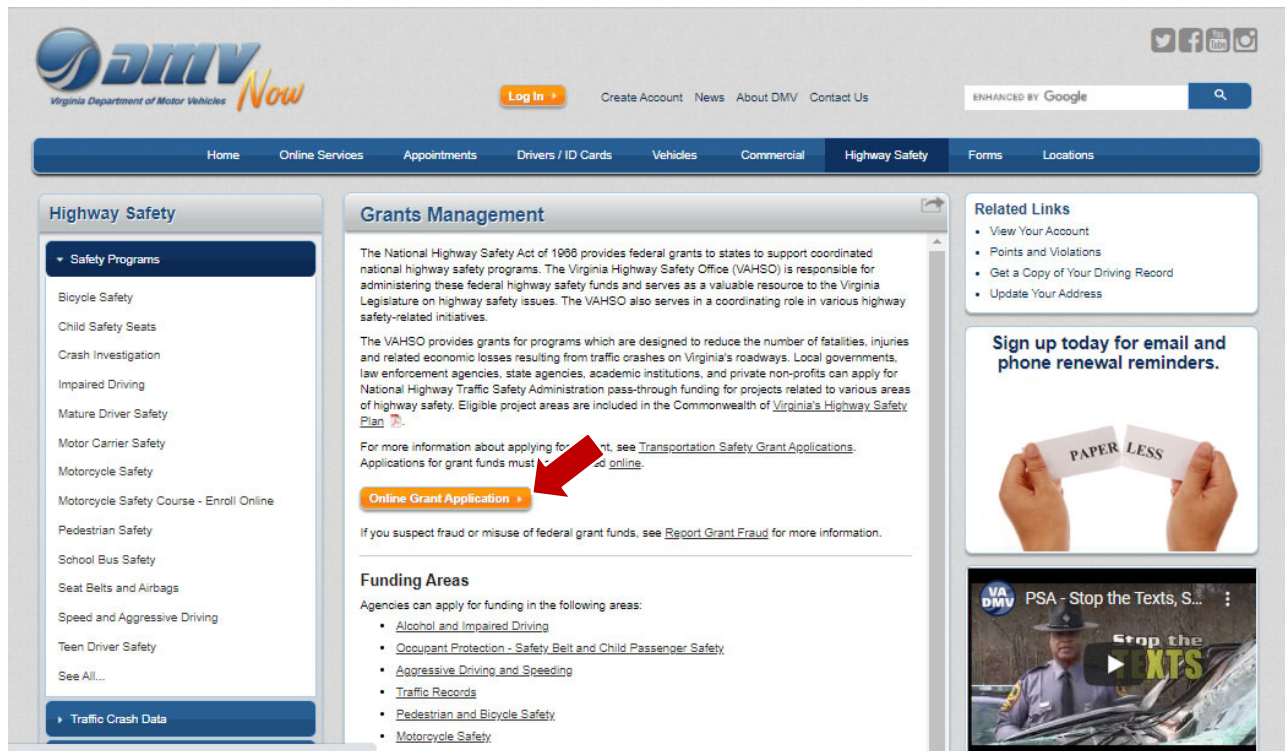 DMV Now
Virginia Department of Motor Vehicles
You
Tube
Log In
Create Account News About DMV Contact Us
ENHANCED BY Google
Home Online Services Appointments Drivers / ID Cards Vehicles Commercial Highway Safety Forms Locations
Highway Safety
Safety Programs
Bicycle Safety
Child Safety Seats
Crash Investigation
Impaired Driving
Mature Driver Safety
Motor Carrier Safety
Motorcycle Safety
Motorcycle Safety Course - Enroll Online
Pedestrian Safety
School Bus Safety
Seat Belts and Airbags
Speed and Aggressive Driving
Teen Driver Safety
See All...
Traffic Crash Data
Grants Management
The National Highway Safety Act of 1966 provides federal grants to states to support coordinated
national highway safety programs. The Virginia Highway Safety Office (VAHSO) is responsible for
administering these federal highway safety funds and serves as a valuable resource to the Virginia
Legislature on highway safety issues. The VAHSO also serves in a coordinating role in various highway
safety-related initiatives.
The VAHSO provides grants for programs which are designed to reduce the number of fatalities, injuries
and related economic losses resulting from traffic crashes on Virginia's roadways. Local governments,
law enforcement agencies, state agencies, academic institutions, and private non-profits can apply for
National Highway Traffic Safety Administration pass-through funding for projects related to various areas
of highway safety. Eligible project areas are included in the Commonwealth of Virginia's Highway Safety
Plan .
For more information about applying for nt, see Transportation Safety Grant Applications.
Applications for grant funds must ed online.
Online Grant Application
If you suspect fraud or misuse of federal grant funds, see Report Grant Fraud for more information.
Funding Areas
Agencies can apply for funding in the following areas:
Alcohol and Impaired Driving
Occupant Protection - Safety Belt and Child Passenger Safety
Aggressive Driving and Speeding
Traffic Records
Pedestrian and Bicycle Safety
Motorcycle Safety
Related Links
View Your Account
Points and Violations
Get a Copy of Your Driving Record
Update Your Address
Sign up today for email and
phone renewal reminders.
PAPER LESS
VA
DMV
PSA - Stop the Texts, S...
Stop the
TEXTS